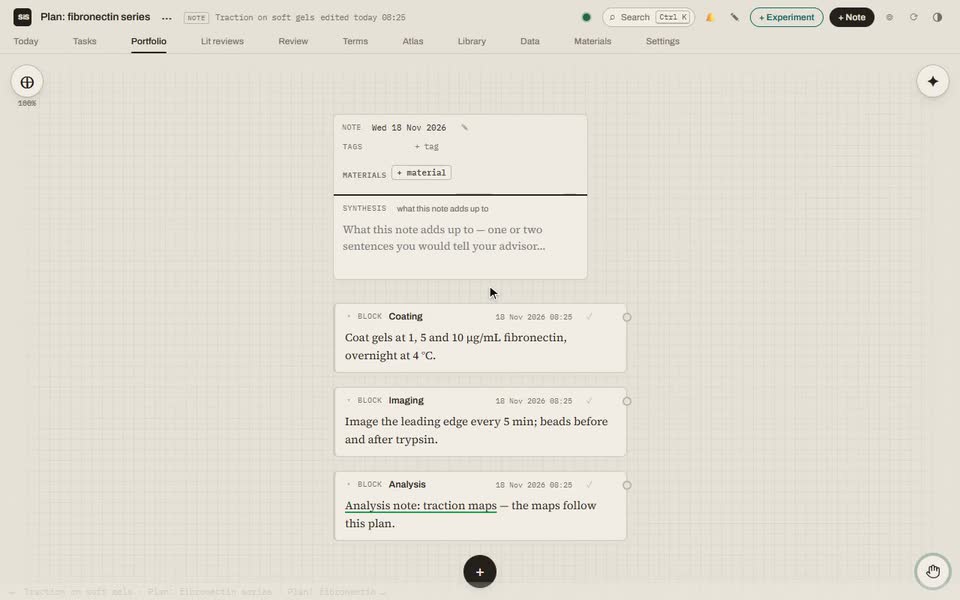 SIS Plan: fibronectin series ... NOTE Traction on soft gels edited today 08:25 Search Ctrl K + Experiment + Note
Today Tasks Portfolio Lit reviews Review Terms Atlas Library Data Materials Settings
100%
NOTE Wed 18 Nov 2026
TAGS + tag
MATERIALS + material
SYNTHESIS what this note adds up to
What this note adds up to — one or two
sentences you would tell your advisor...
BLOCK Coating 18 Nov 2026 08:25 ✓
Coat gels at 1, 5 and 10 µg/mL fibronectin,
overnight at 4 °C.
BLOCK Imaging 18 Nov 2026 08:25 ✓
Image the leading edge every 5 min; beads before
and after trypsin.
BLOCK Analysis 18 Nov 2026 08:25 ✓
Analysis note: traction maps — the maps follow
this plan.
+
← Traction on soft gels · Plan: fibronectin series · Plan: fibronectin …